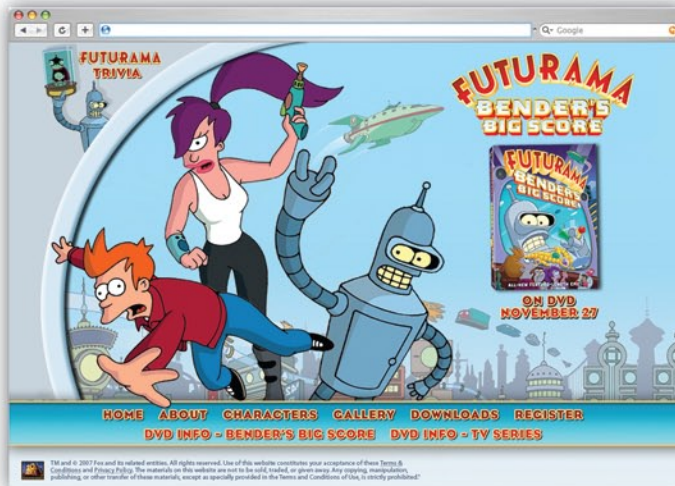 Google
FUTURAMA
TRIVIA
FUTURAMA
BENDER'S
BIG SCORE
FUTURAMA
BENDER'S
BIG SCORE!
ON DVD
NOVEMBER 27
HOME ABOUT CHARACTERS GALLERY DOWNLOADS REGISTER
DVD INFO ~ BENDER'S BIG SCORE DVD INFO ~ TV SERIES
TM and © 2007 Fox and its related entities. All rights reserved. Use of this website constitutes your acceptance of these Terms &
Conditions and Privacy Policy. The materials on this website are not to be sold, traded, or given away. Any copying, manipulation,
publishing, or other transfer of these materials, except as specially provided in the Terms and Conditions of Use, is strictly prohibited."